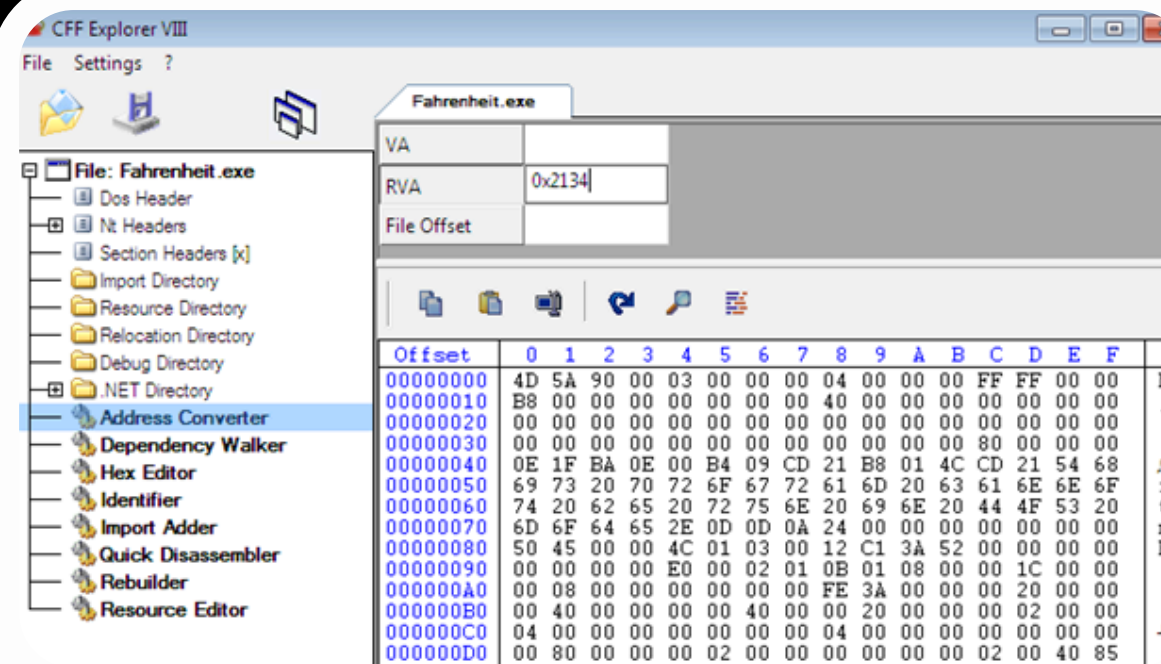 CFF Explorer VIII
File Settings ?
Fahrenheit.exe
VA
RVA 0x2134
File Offset
File: Fahrenheit.exe
Dos Header
Nt Headers
Section Headers [x]
Import Directory
Resource Directory
Relocation Directory
Debug Directory
.NET Directory
Address Converter
Dependency Walker
Hex Editor
Identifier
Import Adder
Quick Disassembler
Rebuilder
Resource Editor
Offset 0 1 2 3 4 5 6 7 8 9 A B C D E F
00000000 4D 5A 90 00 03 00 00 00 04 00 00 00 FF FF 00 00
00000010 B8 00 00 00 00 00 00 00 40 00 00 00 00 00 00 00
00000020 00 00 00 00 00 00 00 00 00 00 00 00 00 00 00 00
00000030 00 00 00 00 00 00 00 00 00 00 00 00 80 00 00 00
00000040 0E 1F BA 0E 00 B4 09 CD 21 B8 01 4C CD 21 54 68
00000050 69 73 20 70 72 6F 67 72 61 6D 20 63 61 6E 6E 6F
00000060 74 20 62 65 20 72 75 6E 20 69 6E 20 44 4F 53 20
00000070 6D 6F 64 65 2E 0D 0D 0A 24 00 00 00 00 00 00 00
00000080 50 45 00 00 4C 01 03 00 12 C1 3A 52 00 00 00 00
00000090 00 00 00 00 E0 00 02 01 0B 01 08 00 00 1C 00 00
000000A0 00 08 00 00 00 00 00 00 FE 3A 00 00 00 20 00 00
000000B0 00 40 00 00 00 00 40 00 00 20 00 00 00 02 00 00
000000C0 04 00 00 00 00 00 00 00 04 00 00 00 00 00 00 00
000000D0 00 80 00 00 00 02 00 00 00 00 00 00 02 00 40 85